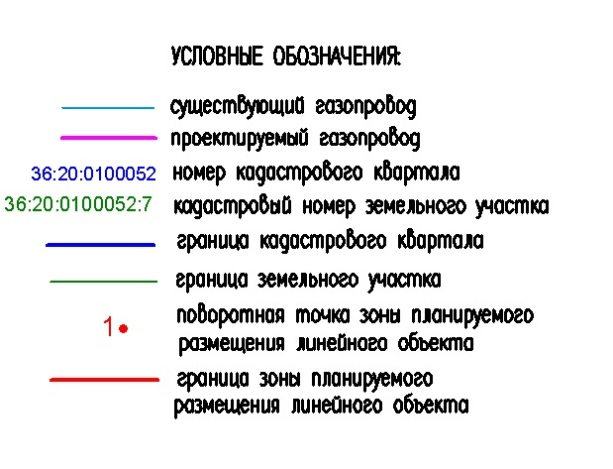 УСЛОВНЫЕ ОБОЗНАЧЕНИЯ:
существующий газопровод
проектируемый газопровод
36:20:0100052 номер кадастрового квартала
36:20:0100052:7 кадастровый номер земельного участка
граница кадастрового квартала
граница земельного участка
1 поворотная точка зоны планируемого
размещения линейного объекта
граница зоны планируемого
размещения линейного объекта